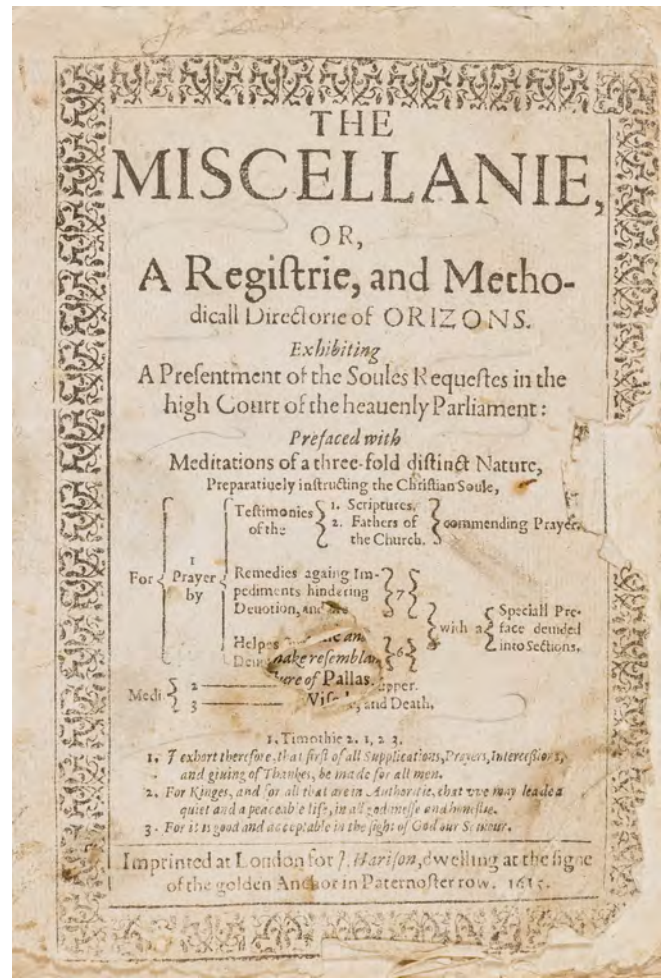 THE
MISCELLANIE,
OR,
A Regiſtrie, and Metho-
dicall Directorie of ORIZONS.
Exhibiting
A Preſentment of the Soules Requeſtes in the
high Court of the heauenly Parliament:
Prefaced with
Meditations of a three-fold diſtinct Nature,
Preparatiuely inſtructing the Chriſtian Soule,
For
1
Prayer
by
Teſtimonies
of the
1. Scriptures.
2. Fathers of
the Church.
commending Prayer.
Remedies againg Im-
pediments hindering
Deuotion, and
7
Helpes
6
with a
Speciall Pre-
face deuided
into Sections.
make reſemblan
ture of Pallas.
Medi
2
upper.
3
and Death.
1. Timothie 2. 1, 2 3.
1. I exhort therefore, that firſt of all Supplications, Prayers, Interceſſions,
and giuing of Thankes, be made for all men.
2. For Kinges, and for all that are in Authoritie, that vve may leade a
quiet and a peaceable life, in all godineſſe and honeſtie.
3. For it is good and acceptable in the ſight of God our Sauiour.
Imprinted at London for J. Hariſon, dwelling at the ſigne
of the golden Anchor in Paternoſter row. 1615.